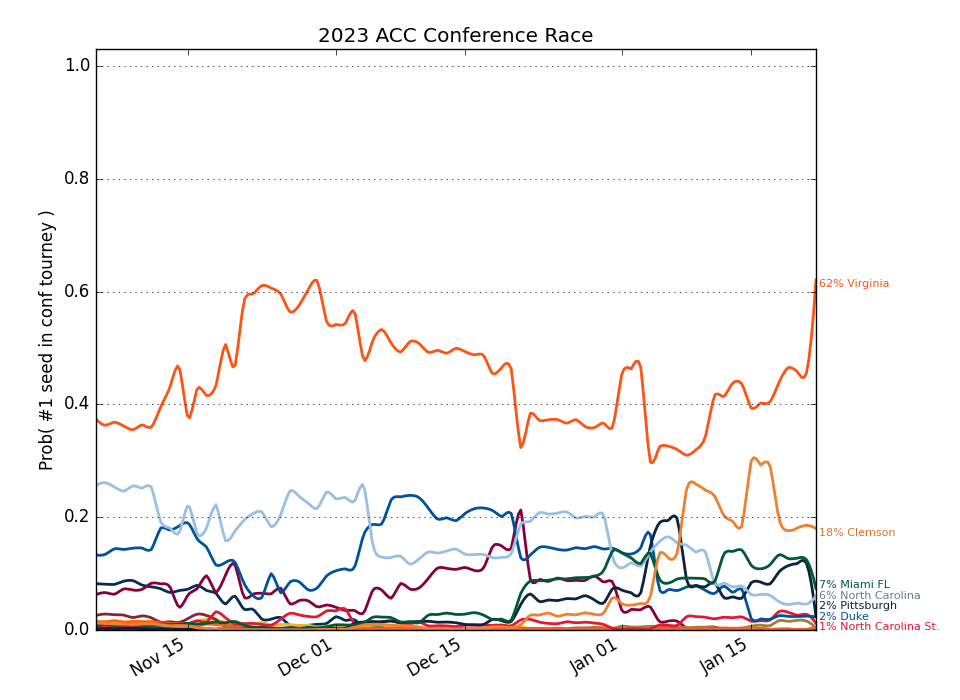 2023 ACC Conference Race
Prob( #1 seed in conf tourney )
1.0
0.8
0.6
0.4
0.2
0.0
Nov 15
Dec 01
Dec 15
Jan 01
Jan 15
62% Virginia
18% Clemson
7% Miami FL
6% North Carolina
2% Pittsburgh
2% Duke
1% North Carolina St.